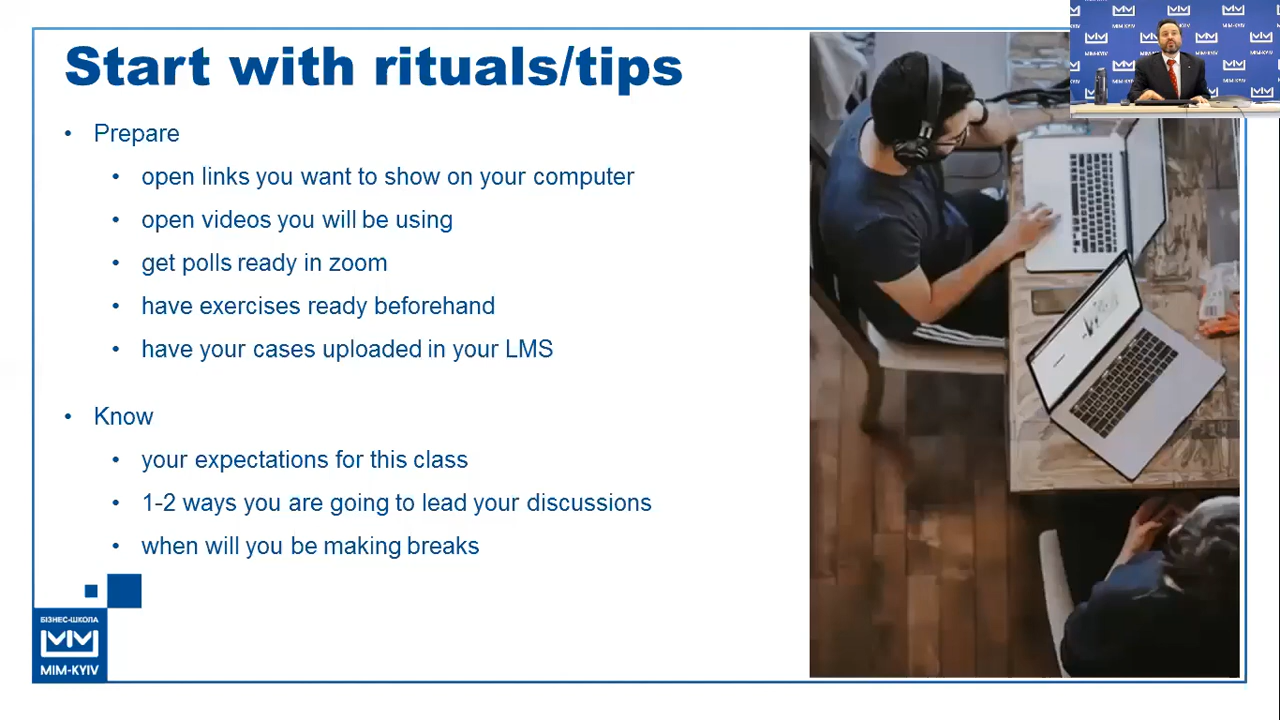 Start with rituals/tips
• Prepare
• open links you want to show on your computer
• open videos you will be using
• get polls ready in zoom
• have exercises ready beforehand
• have your cases uploaded in your LMS
• Know
• your expectations for this class
• 1-2 ways you are going to lead your discussions
• when will you be making breaks
БІЗНЕС-ШКОЛА
MIM-KYIV
MIM-KYIV